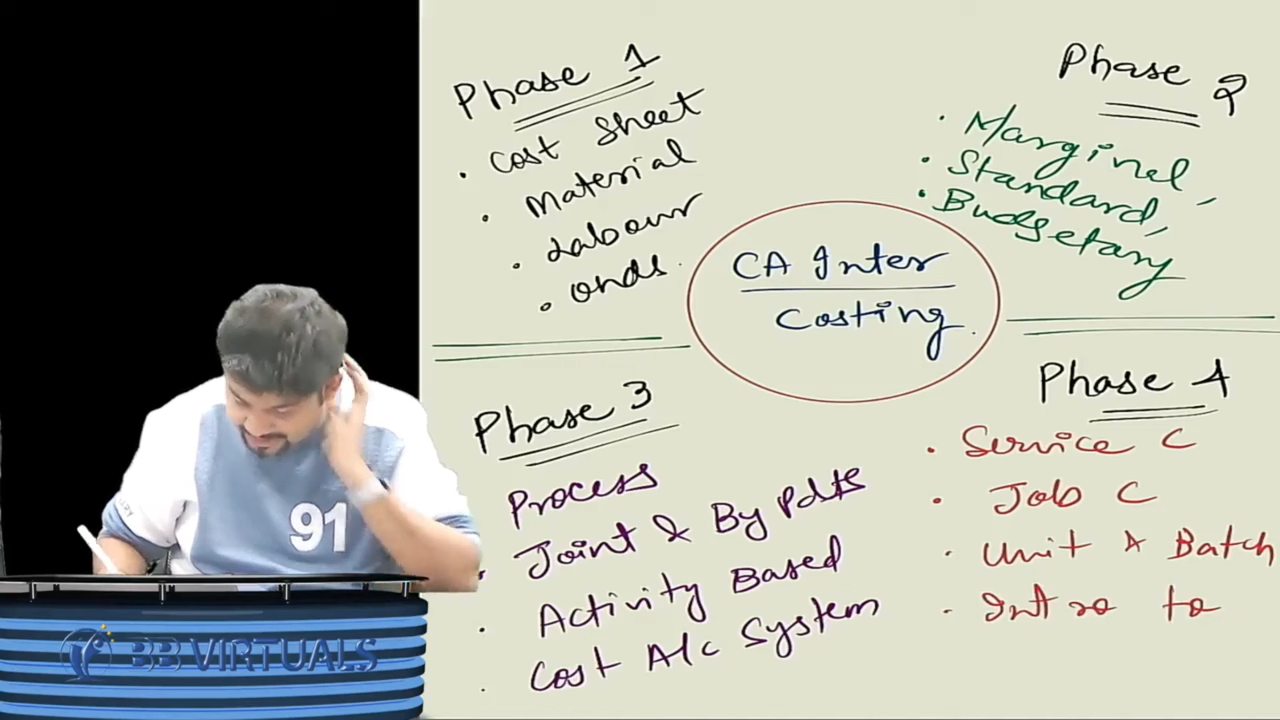 Phase 1
• Cost Sheet
• Material
• Labour
• OHDs.
Phase 2
• Marginal,
• Standard,
• Budgetary
CA Inter
Costing.
Phase 3
Process
• Joint & By Pdts
• Activity Based
• Cost A/c System
Phase 4
• Service C
• Job C
• Unit & Batch
• Intro to
91
BB VIRTUALS